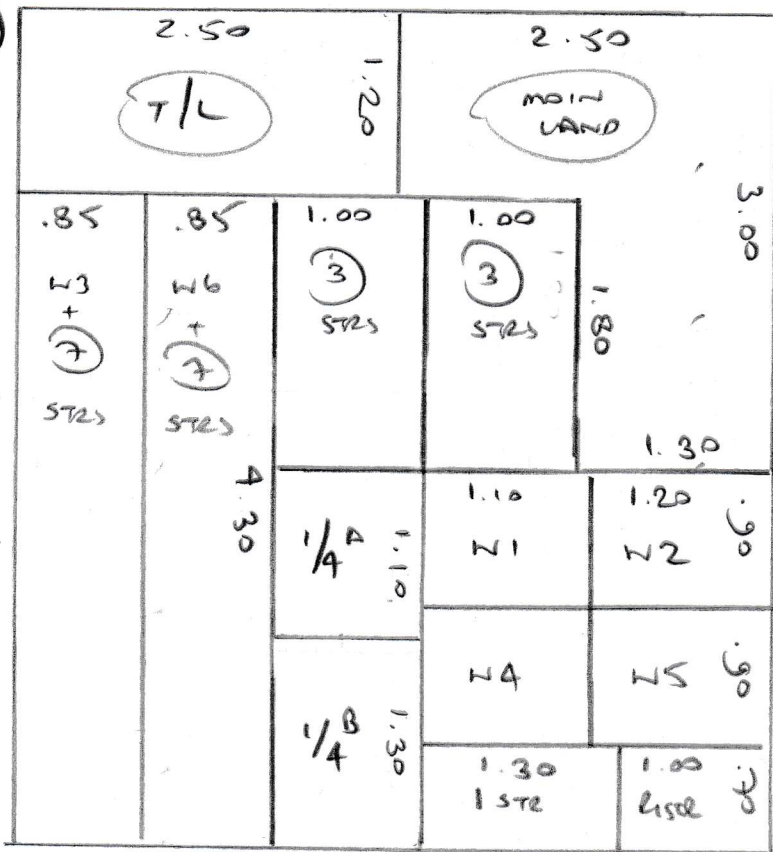 2.50
T/L
1.20
2.50
MAIN
LAND
3.00
.85
W3
+
7
STRS
.85
W6
+
7
STRS
4.30
1.00
3
STRS
1.00
3
STRS
1.80
1.30
1/4 A
1.10
1.10
W1
1.20
W2
.90
1/4 B
1.30
W4
W5
.90
1.30
1 STR
1.00
RISER
.70